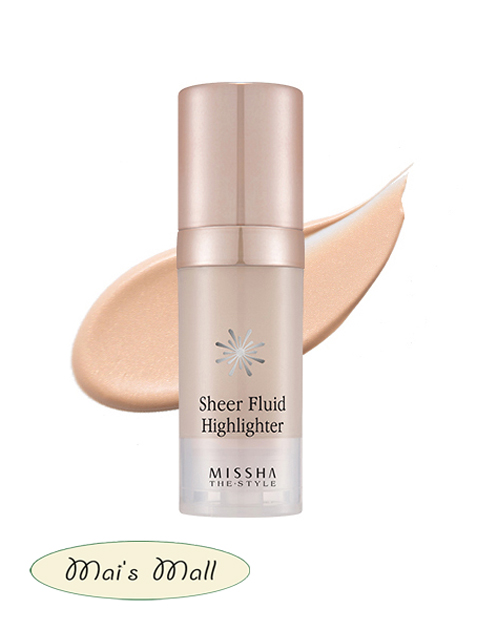 Sheer Fluid
Highlighter
MISSHA
THE·STYLE
Mai's Mall